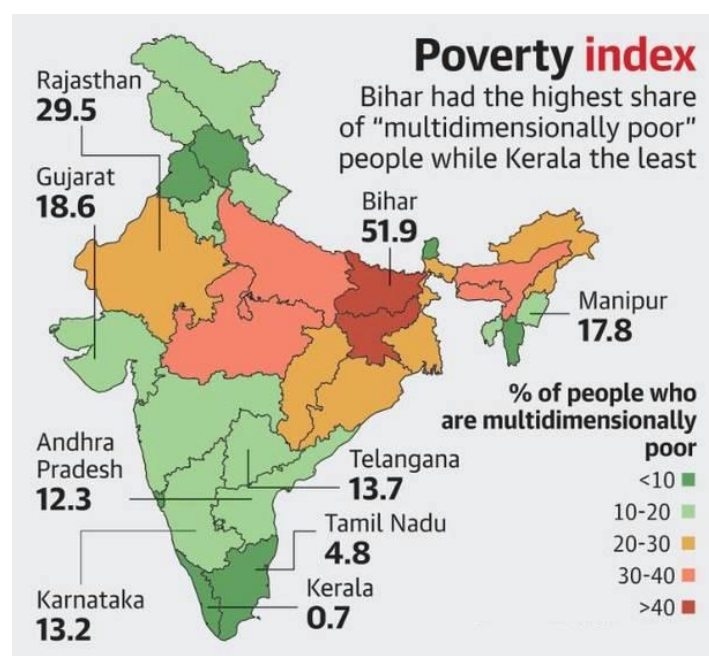 Poverty index
Bihar had the highest share
of “multidimensionally poor”
people while Kerala the least
Rajasthan
29.5
Gujarat
18.6
Bihar
51.9
Manipur
17.8
% of people who
are multidimensionally
poor
<10
10-20
20-30
30-40
>40
Andhra
Pradesh
12.3
Telangana
13.7
Tamil Nadu
4.8
Karnataka
13.2
Kerala
0.7